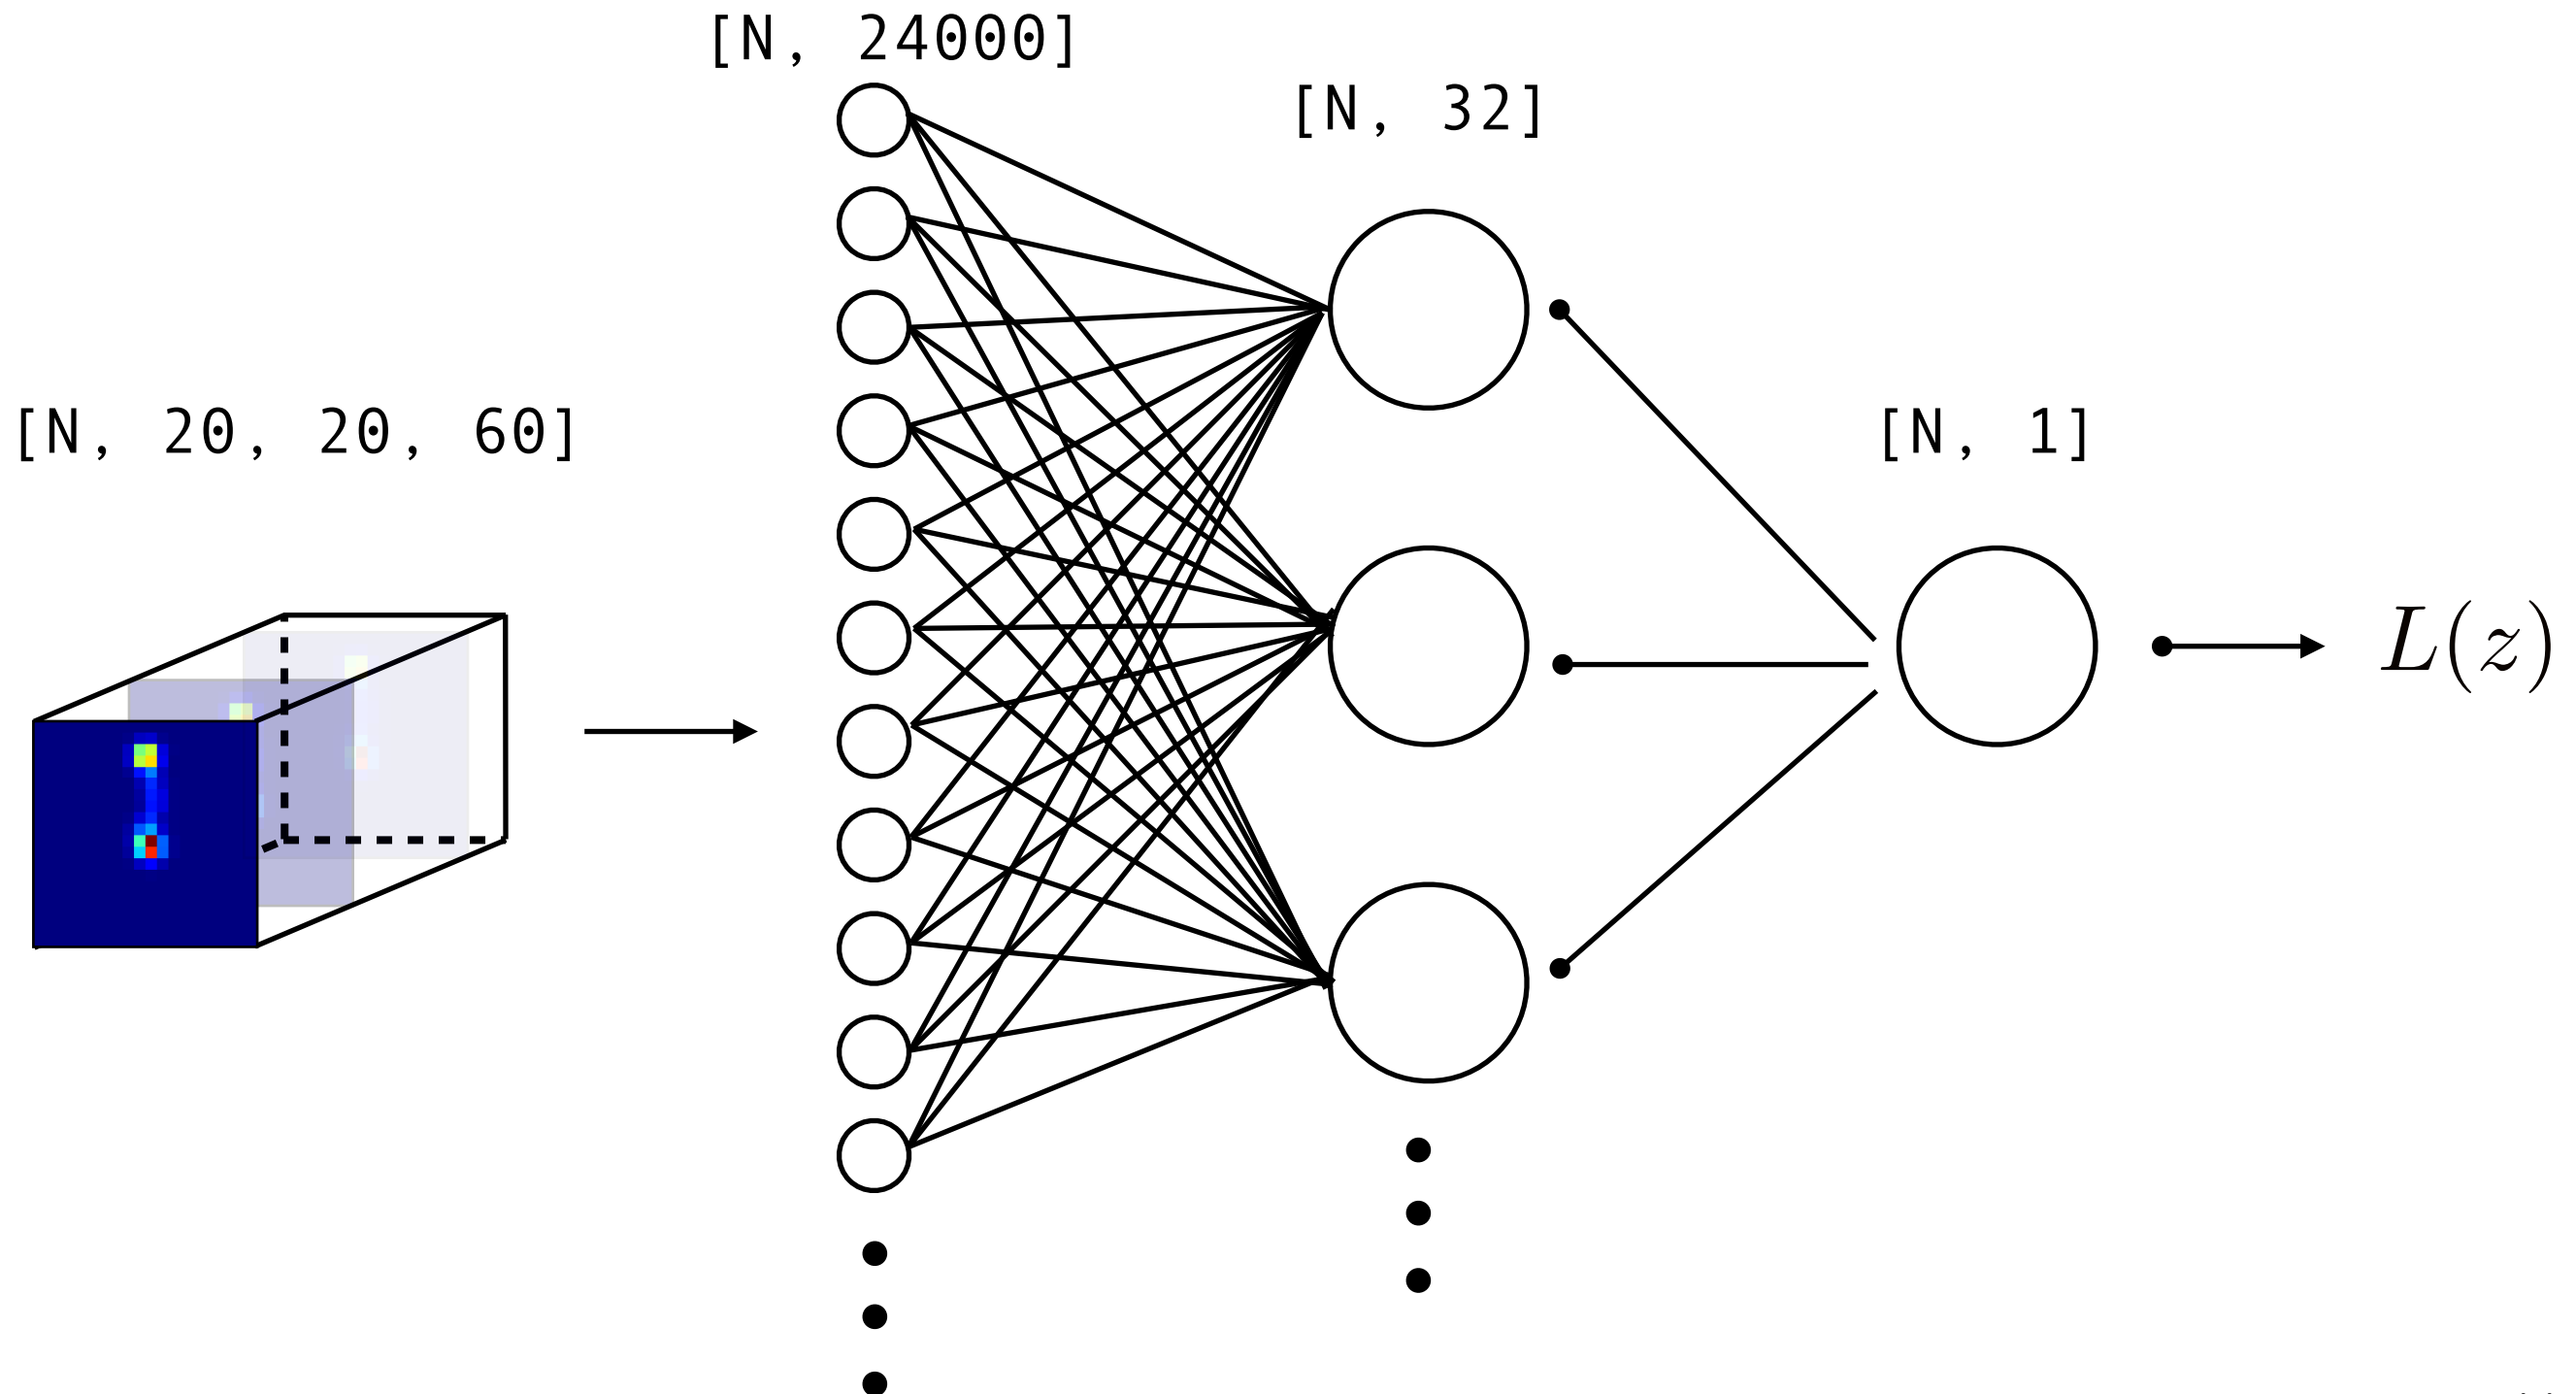 [N, 24000]
[N, 32]
[N, 20, 20, 60]
[N, 1]
L(z)